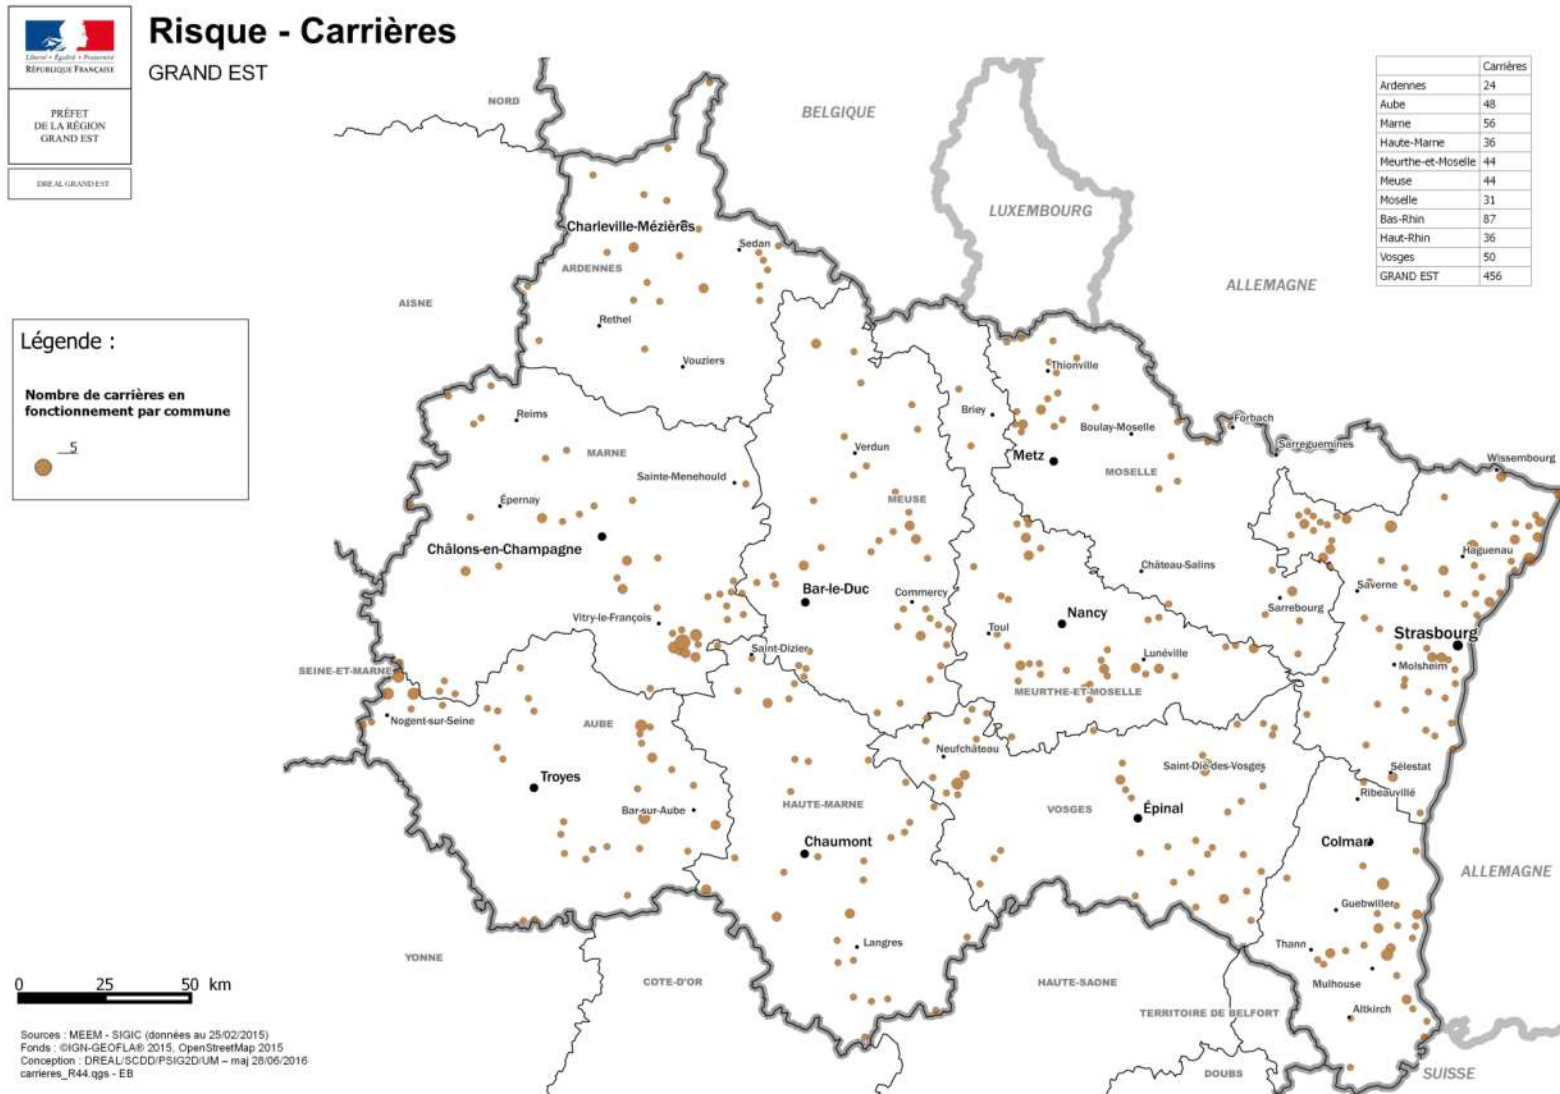 Risque - Carrières
GRAND EST
Liberté • Égalité • Fraternité
RÉPUBLIQUE FRANÇAISE
PRÉFET
DE LA RÉGION
GRAND EST
DREAL GRAND EST
Carrières
Ardennes 24
Aube 48
Marne 56
Haute-Marne 36
Meurthe-et-Moselle 44
Meuse 44
Moselle 31
Bas-Rhin 87
Haut-Rhin 36
Vosges 50
GRAND EST 456
Légende :
Nombre de carrières en
fonctionnement par commune
5
NORD
BELGIQUE
LUXEMBOURG
ALLEMAGNE
Charleville-Mézières
Sedan
ARDENNES
AISNE
Rethel
Vouziers
Thionville
Reims
Briey
Boulay-Moselle
Forbach
Sarreguemines
MARNE
Verdun
Metz
MOSELLE
Wissembourg
Sainte-Menehould
Épernay
MEUSE
Châlons-en-Champagne
Haguenau
Château-Salins
Saverne
Bar-le-Duc
Commercy
Sarrebourg
Vitry-le-François
Nancy
Toul
Strasbourg
Saint-Dizier
Lunéville
Molsheim
SEINE-ET-MARNE
MEURTHE-ET-MOSELLE
Nogent-sur-Seine
AUBE
Neufchâteau
Saint-Dié-des-Vosges
Sélestat
Troyes
Ribeauvillé
Bar-sur-Aube
HAUTE-MARNE
VOSGES
Épinal
Chaumont
Colmar
ALLEMAGNE
Guebwiller
Langres
Thann
YONNE
COTE-D'OR
HAUTE-SAONE
Mulhouse
TERRITOIRE DE BELFORT
Altkirch
DOUBS
SUISSE
0 25 50 km
Sources : MEEM - SIGIC (données au 25/02/2015)
Fonds : ©IGN-GEOFLA® 2015, OpenStreetMap 2015
Conception : DREAL/SCDD/PSIG2D/UM – maj 28/06/2016
carrieres_R44.qgs - EB